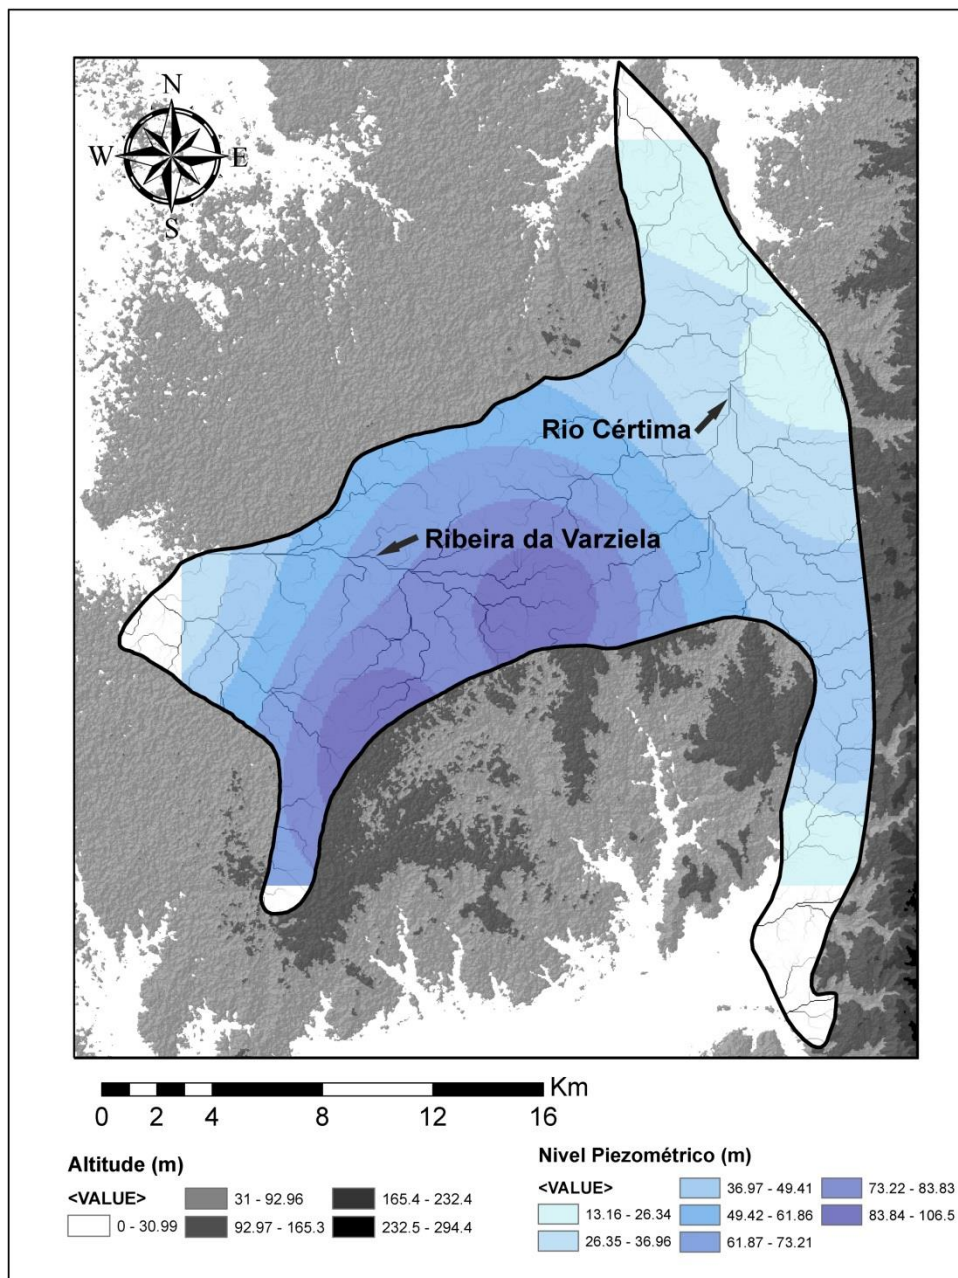 N
W E
S
Rio Cértima
Ribeira da Varziela
Km
0 2 4 8 12 16
Altitude (m)
<VALUE>
0 - 30.99
31 - 92.96
92.97 - 165.3
165.4 - 232.4
232.5 - 294.4
Nivel Piezométrico (m)
<VALUE>
13.16 - 26.34
26.35 - 36.96
36.97 - 49.41
49.42 - 61.86
61.87 - 73.21
73.22 - 83.83
83.84 - 106.5